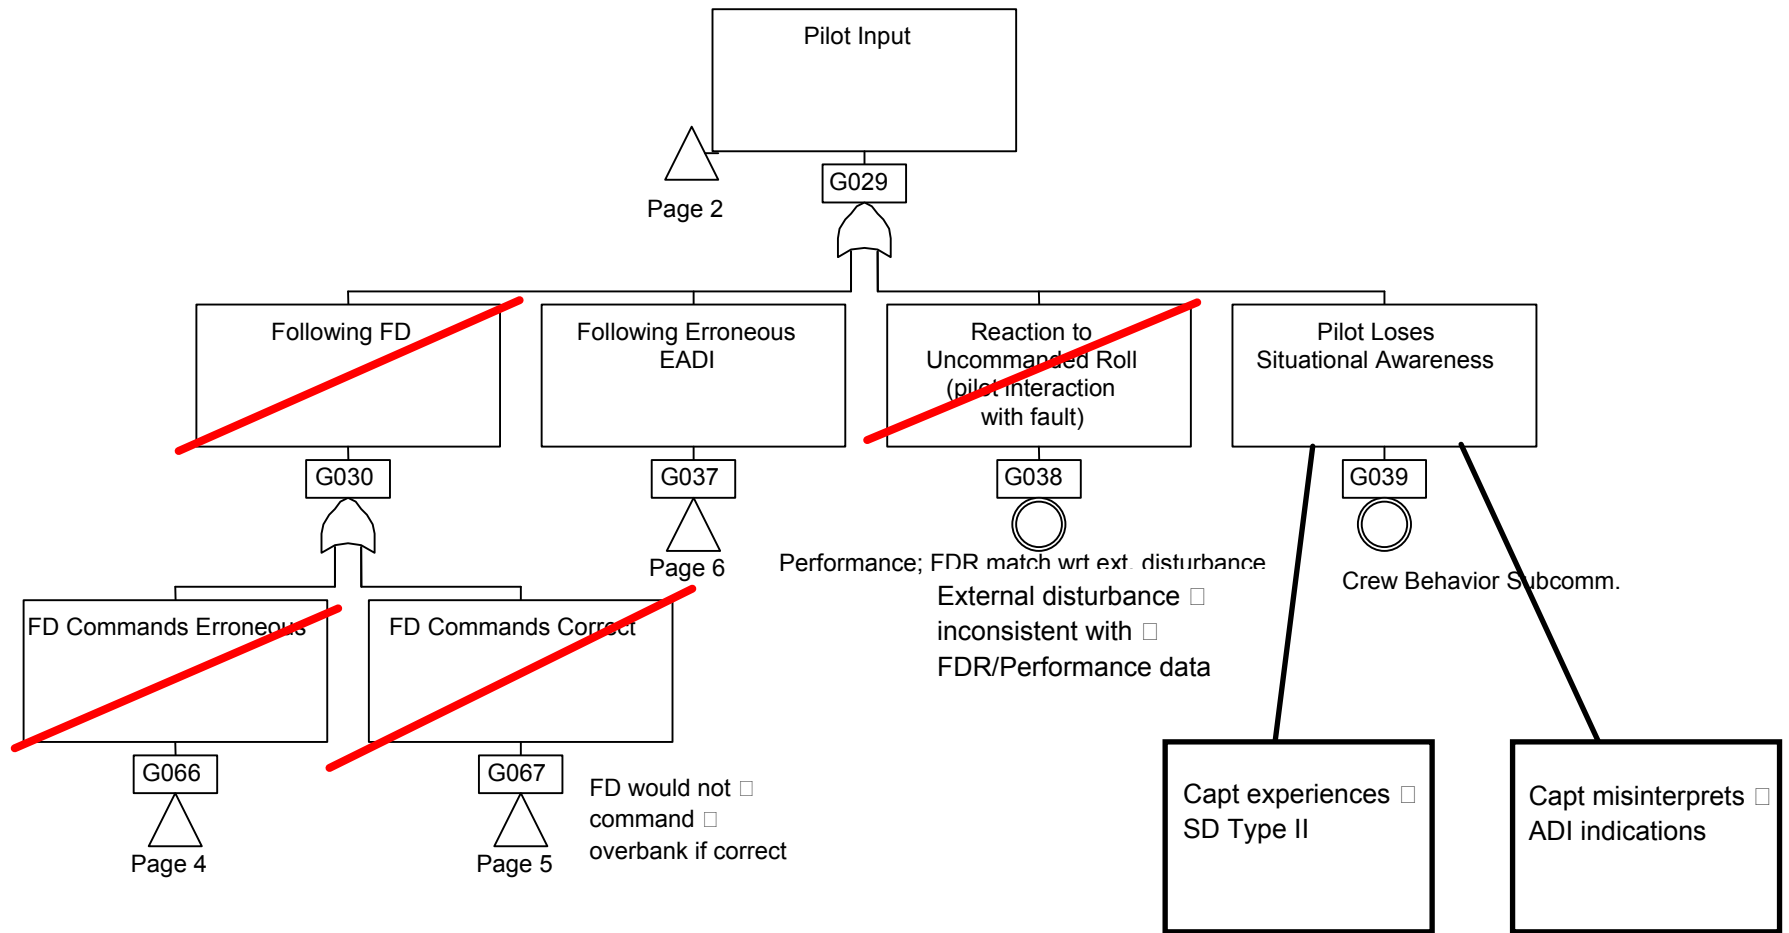 Pilot Input
Page 2
G029
Following FD
Following Erroneous
EADI
Reaction to
Uncommanded Roll
(pilot interaction
with fault)
Pilot Loses
Situational Awareness
G030
G037
G038
G039
Page 6
Performance; FDR match wrt ext. disturbance
External disturbance
inconsistent with
FDR/Performance data
Crew Behavior Subcomm.
FD Commands Erroneous
FD Commands Correct
G066
G067
Page 4
Page 5
FD would not
command
overbank if correct
Capt experiences
SD Type II
Capt misinterprets
ADI indications